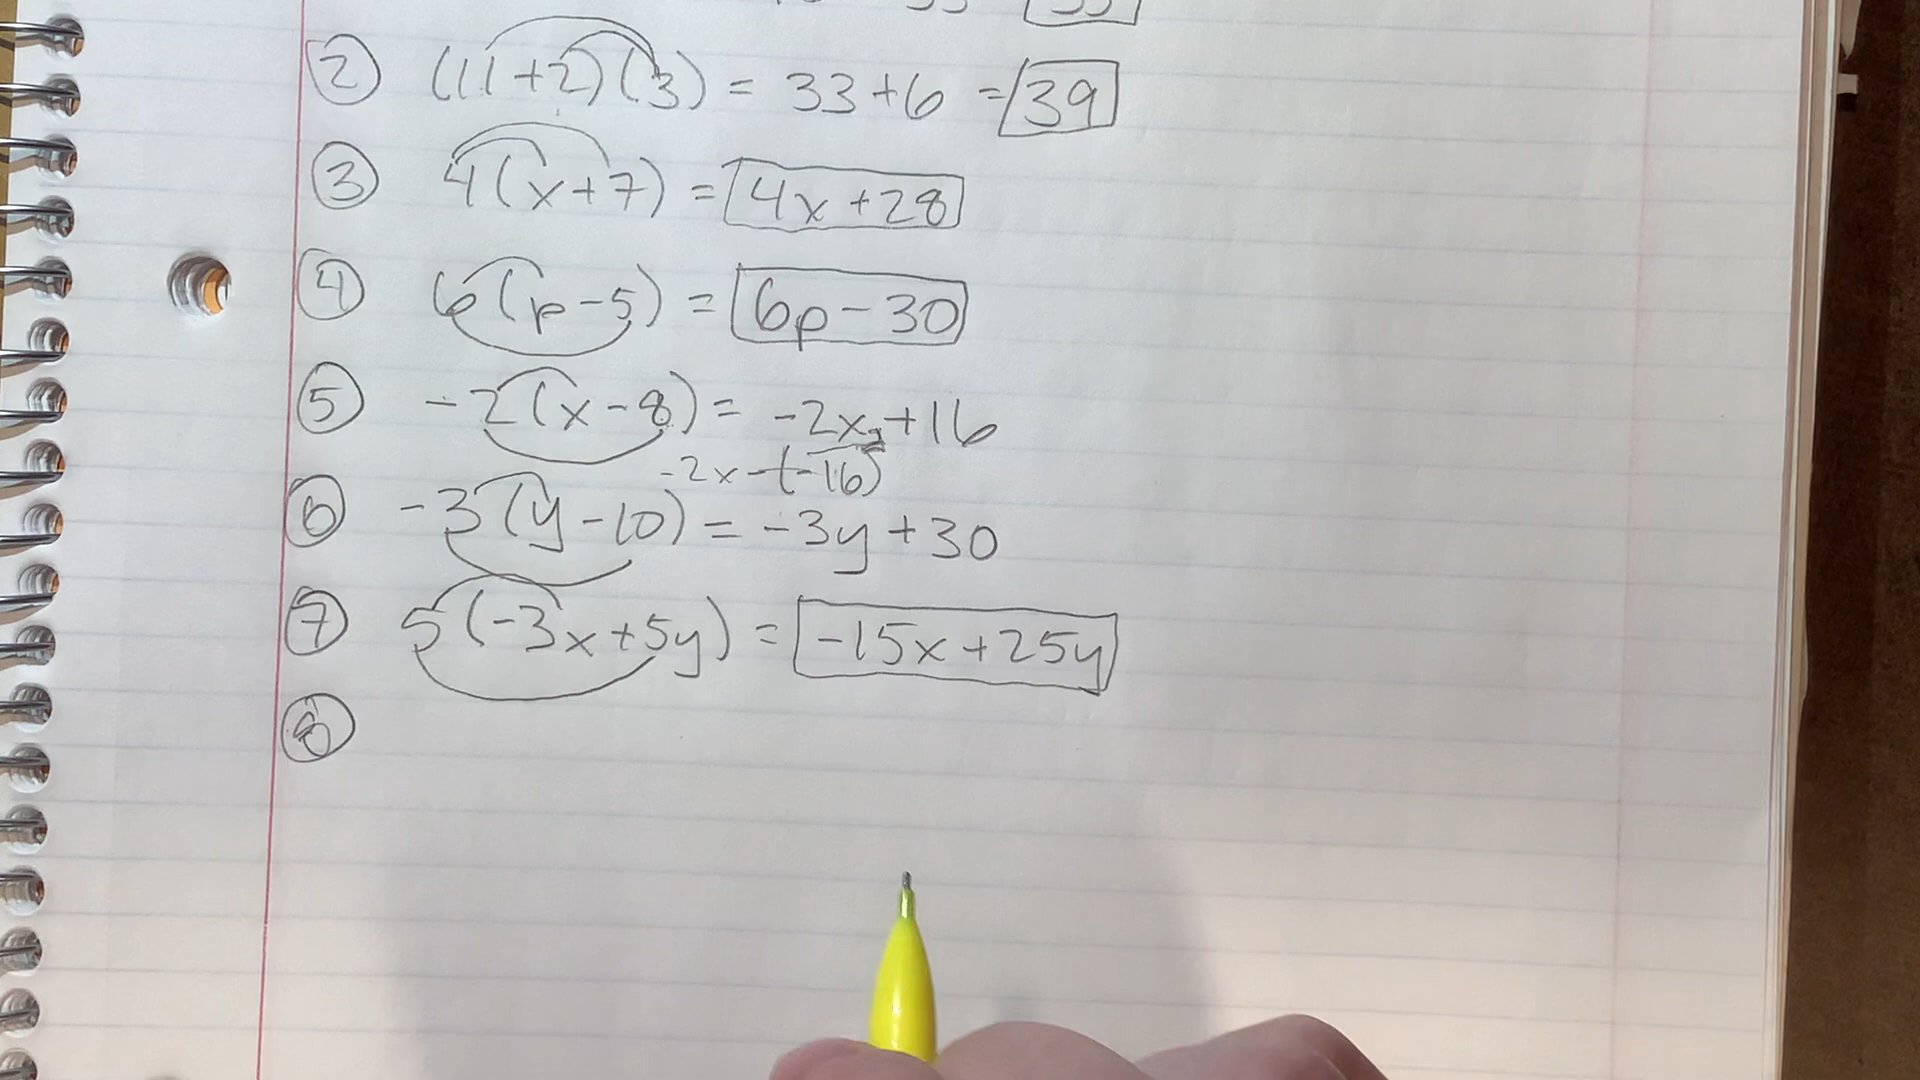 ② (11+2)(3) = 33+6 = 39
③ 4(x+7) = 4x+28
④ 6(p-5) = 6p-30
⑤ -2(x-8) = -2x+16
-2x-(-16)
⑥ -3(y-10) = -3y+30
⑦ 5(-3x+5y) = -15x+25y
⑧